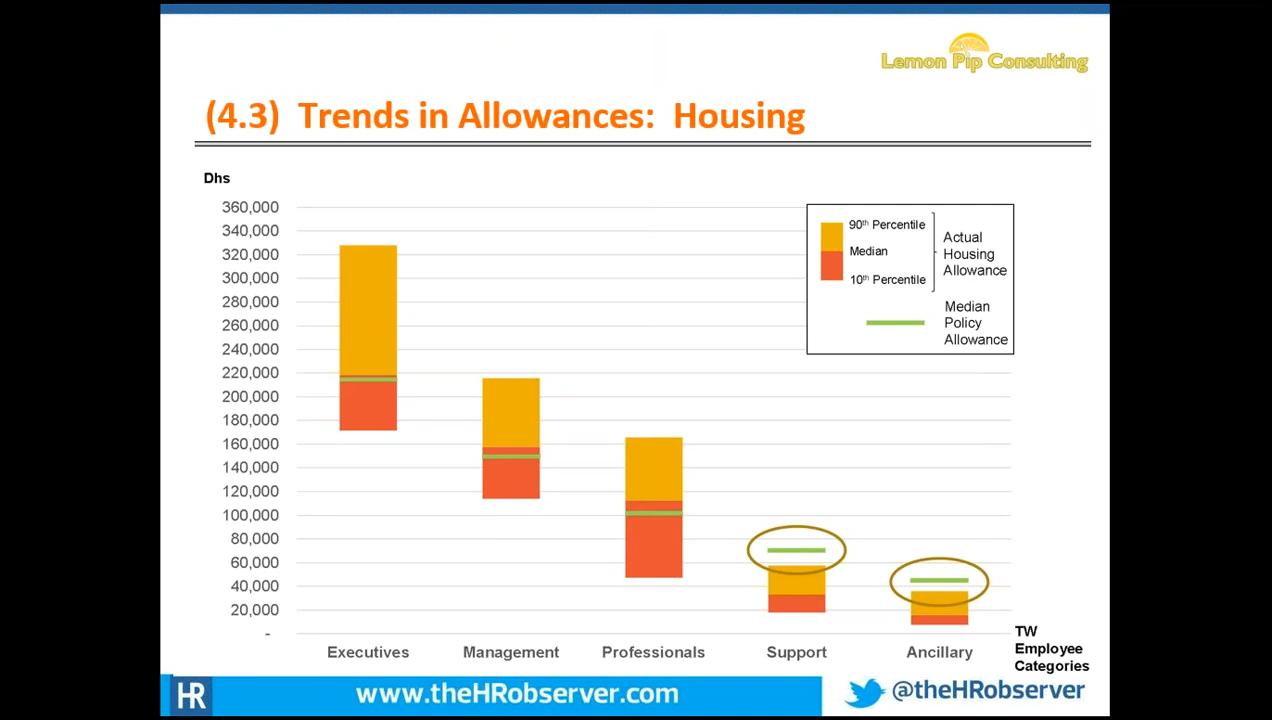 Lemon Pip Consulting
(4.3) Trends in Allowances: Housing
Dhs
360,000
340,000
320,000
300,000
280,000
260,000
240,000
220,000
200,000
180,000
160,000
140,000
120,000
100,000
80,000
60,000
40,000
20,000
-
90th Percentile
Median
10th Percentile
Actual
Housing
Allowance
Median
Policy
Allowance
Executives
Management
Professionals
Support
Ancillary
TW
Employee
Categories
HR
www.theHRobserver.com
@theHRobserver